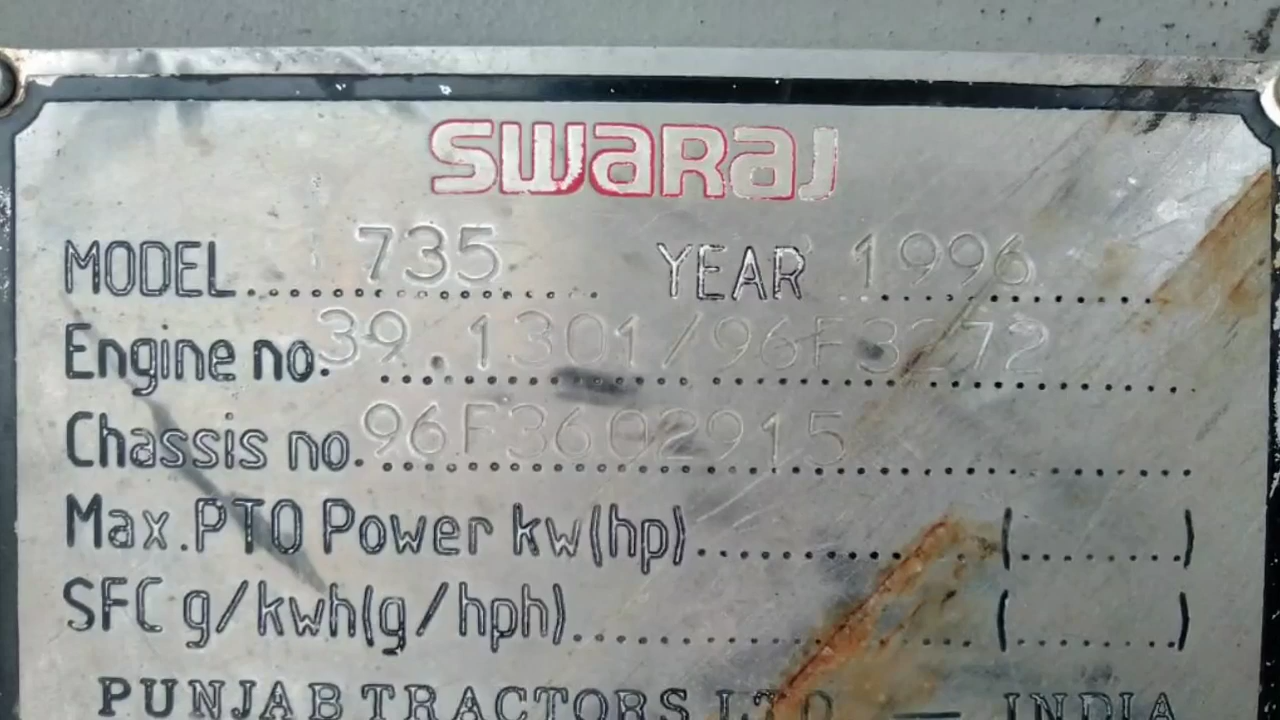 SWARAJ
MODEL 735 YEAR 1996
Engine no. 39.1301/96F3272
Chassis no. 96F3602915
Max.PTO Power kw(hp) ( )
SFC g/kwh(g/hph) ( )
PUNJAB TRACTORS LTD — INDIA